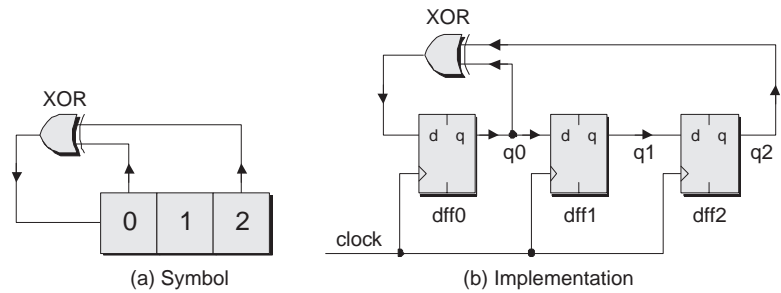 XOR
0 1 2
(a) Symbol
XOR
d q
q0
d q
q1
d q
q2
dff0
dff1
dff2
clock
(b) Implementation